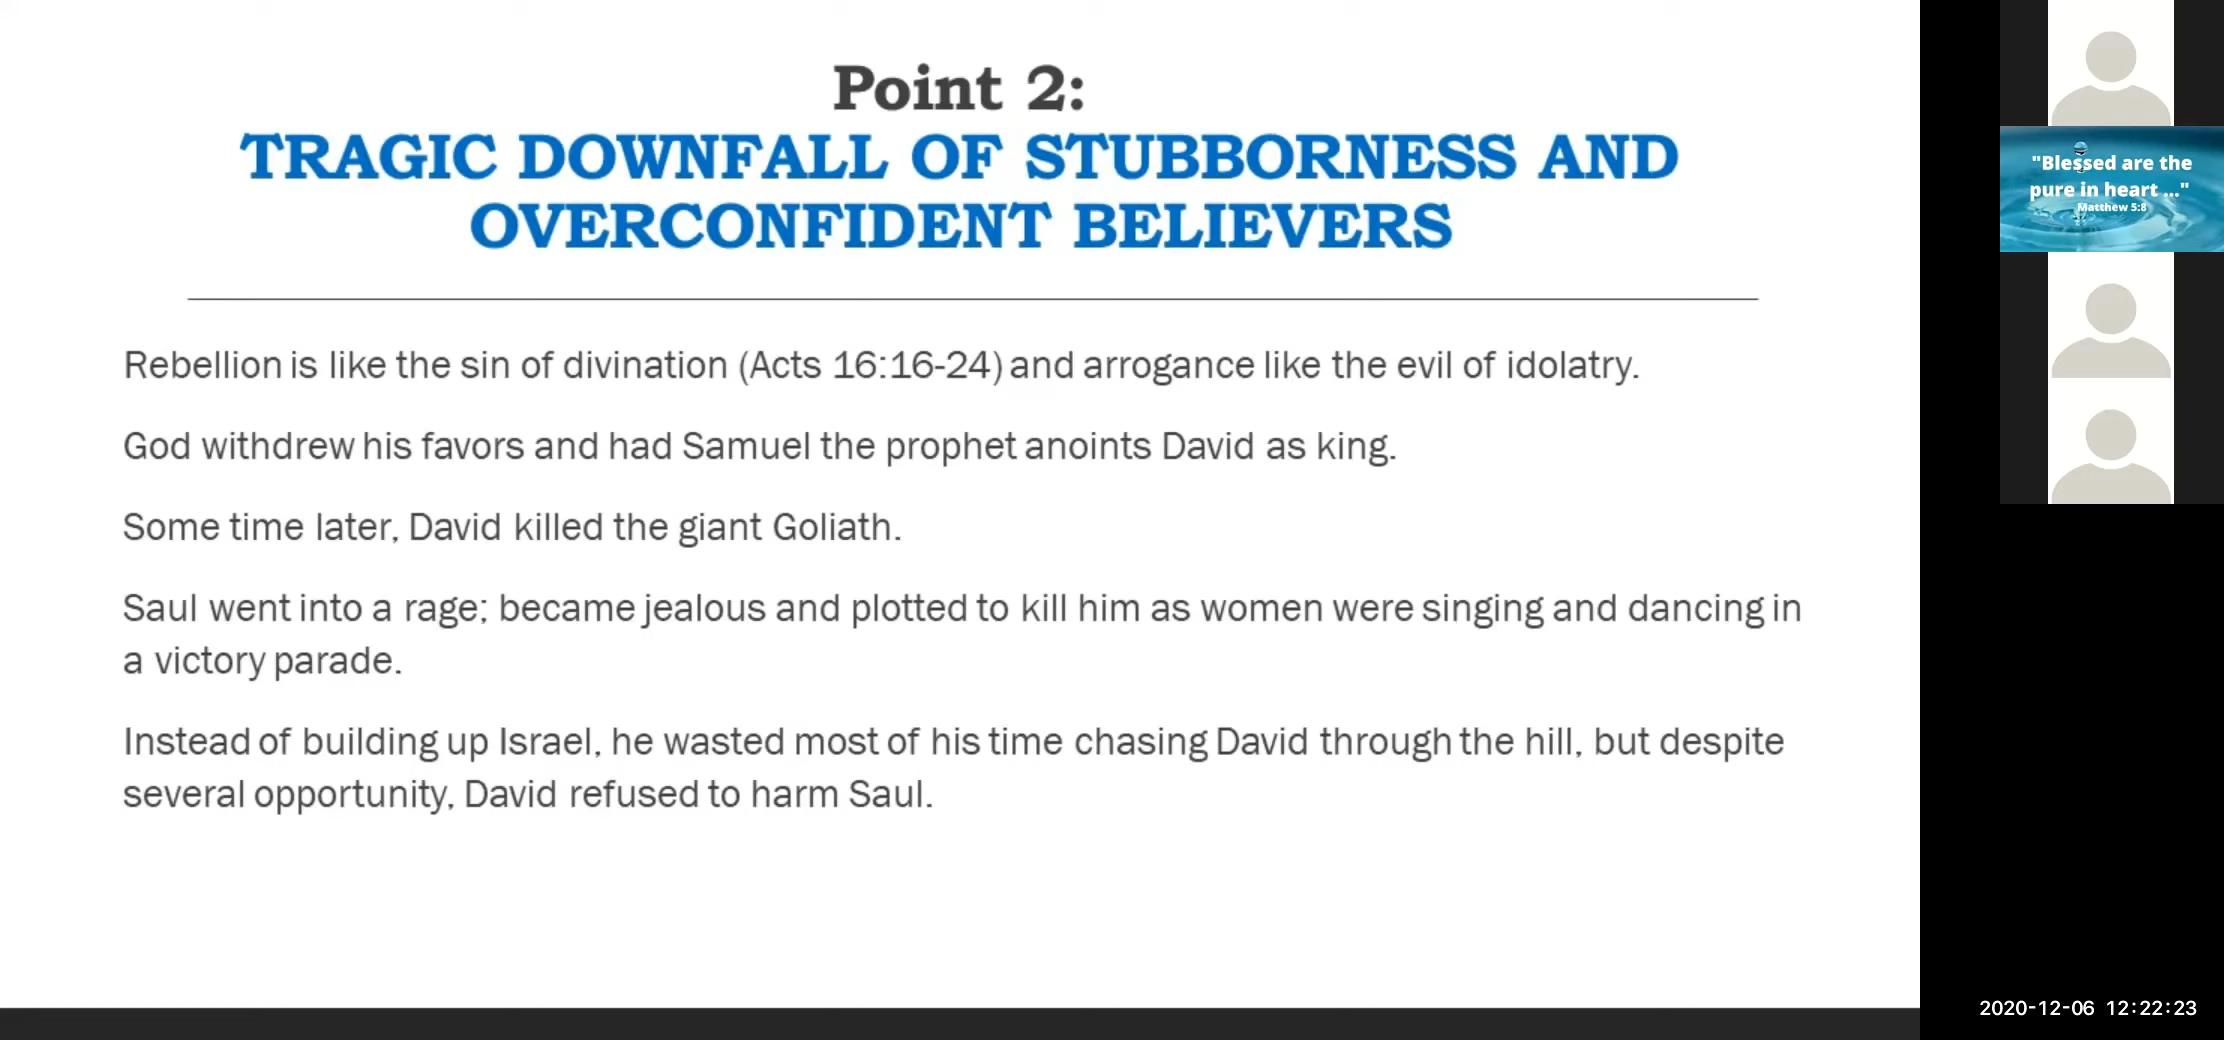 Point 2:
TRAGIC DOWNFALL OF STUBBORNESS AND
OVERCONFIDENT BELIEVERS
Rebellion is like the sin of divination (Acts 16:16-24) and arrogance like the evil of idolatry.
God withdrew his favors and had Samuel the prophet anoints David as king.
Some time later, David killed the giant Goliath.
Saul went into a rage; became jealous and plotted to kill him as women were singing and dancing in
a victory parade.
Instead of building up Israel, he wasted most of his time chasing David through the hill, but despite
several opportunity, David refused to harm Saul.
"Blessed are the
pure in heart ..."
Matthew 5:8
2020-12-06 12:22:23